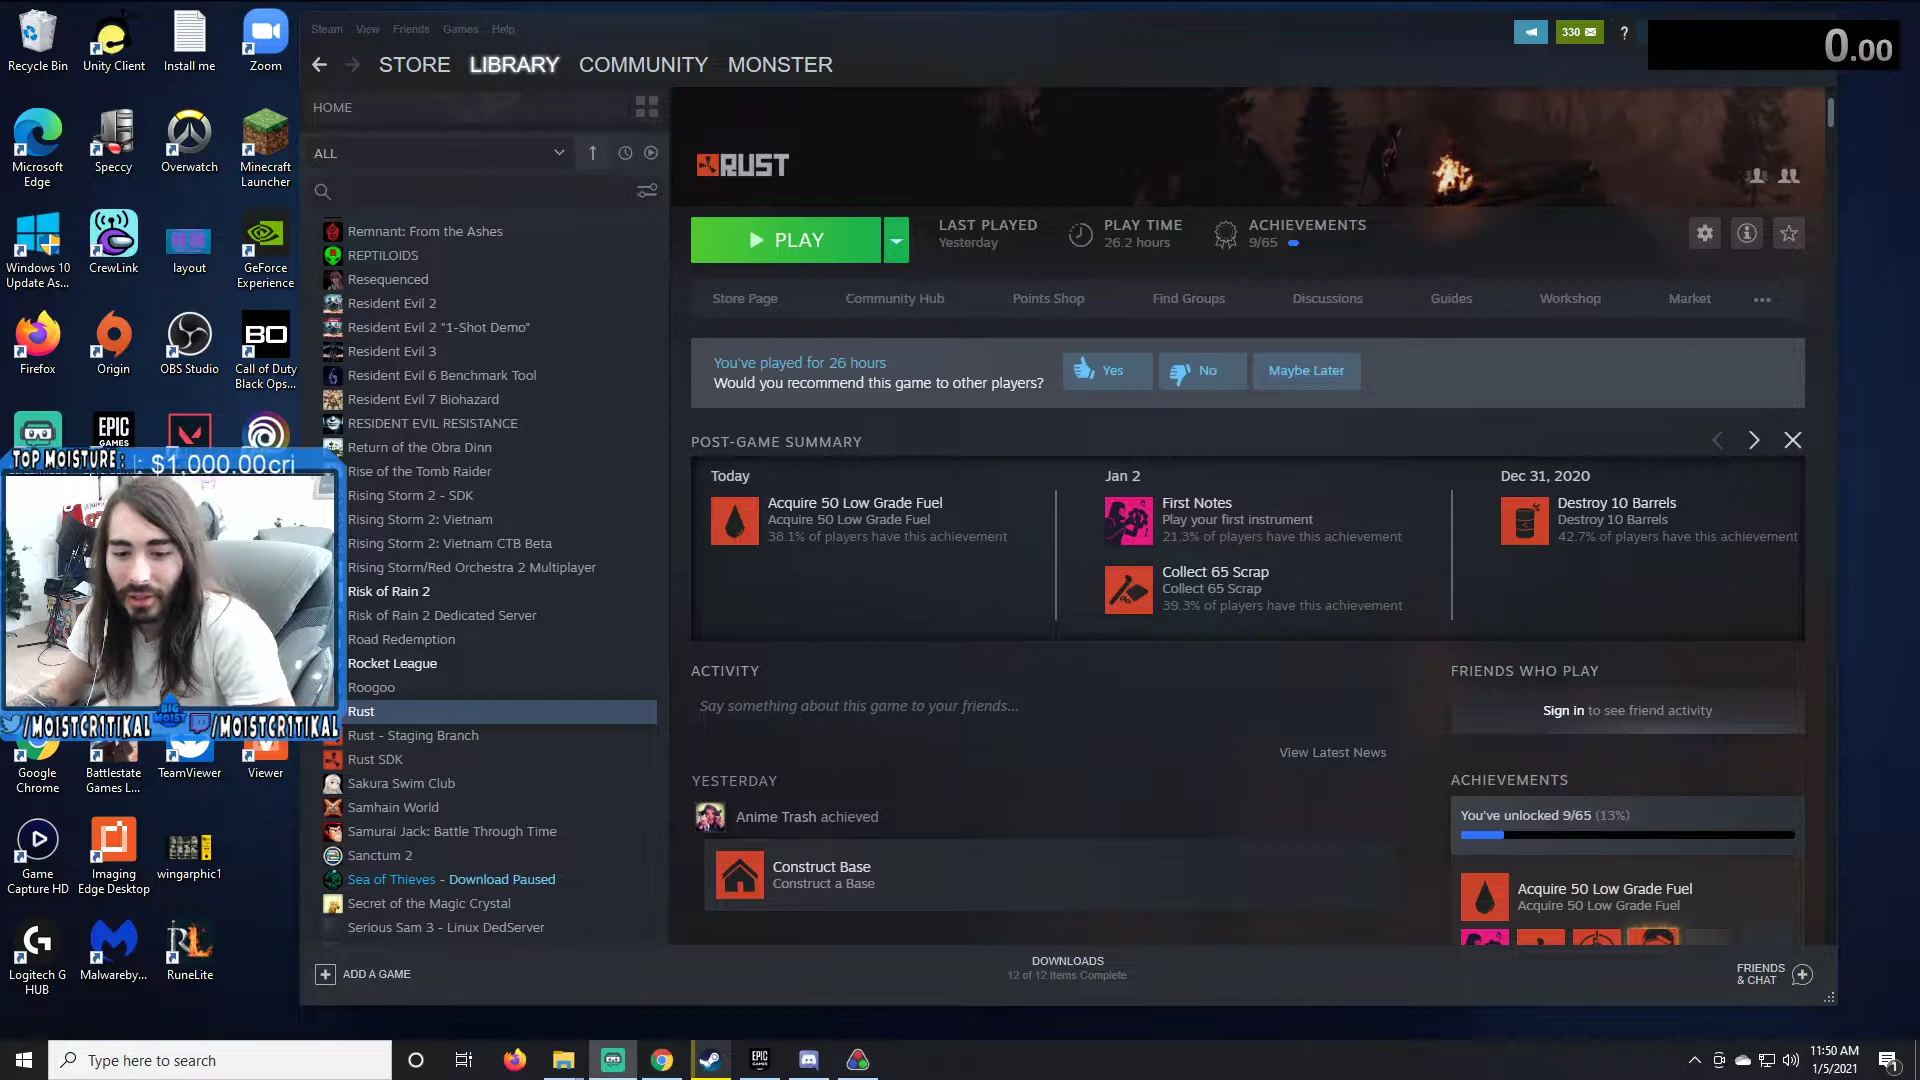 Recycle Bin
Unity Client
Install me
Zoom
Microsoft
Edge
Speccy
Overwatch
Minecraft
Launcher
Windows 10
Update As...
CrewLink
layout
GeForce
Experience
Firefox
Origin
OBS Studio
BO
Call of Duty
Black Ops...
EPIC
GAMES
TOP MOISTURE:
$1,000.00cri
/MOISTCR1TIKAL
BIG
MOIST
/MOISTCR1TIKAL
Google
Chrome
Battlestate
Games L...
TeamViewer
Viewer
Game
Capture HD
Imaging
Edge Desktop
wingarphic1
Logitech G
HUB
Malwareby...
RuneLite
Steam View Friends Games Help
STORE LIBRARY COMMUNITY MONSTER
330
?
0.00
HOME
ALL
Remnant: From the Ashes
REPTILOIDS
Resequenced
Resident Evil 2
Resident Evil 2 "1-Shot Demo"
Resident Evil 3
Resident Evil 6 Benchmark Tool
Resident Evil 7 Biohazard
RESIDENT EVIL RESISTANCE
Return of the Obra Dinn
Rise of the Tomb Raider
Rising Storm 2 - SDK
Rising Storm 2: Vietnam
Rising Storm 2: Vietnam CTB Beta
Rising Storm/Red Orchestra 2 Multiplayer
Risk of Rain 2
Risk of Rain 2 Dedicated Server
Road Redemption
Rocket League
Roogoo
Rust
Rust - Staging Branch
Rust SDK
Sakura Swim Club
Samhain World
Samurai Jack: Battle Through Time
Sanctum 2
Sea of Thieves - Download Paused
Secret of the Magic Crystal
Serious Sam 3 - Linux DedServer
ADD A GAME
RUST
PLAY
LAST PLAYED
Yesterday
PLAY TIME
26.2 hours
ACHIEVEMENTS
9/65
Store Page Community Hub Points Shop Find Groups Discussions Guides Workshop Market
You've played for 26 hours
Would you recommend this game to other players?
Yes
No
Maybe Later
POST-GAME SUMMARY
Today
Acquire 50 Low Grade Fuel
Acquire 50 Low Grade Fuel
38.1% of players have this achievement
Jan 2
First Notes
Play your first instrument
21.3% of players have this achievement
Collect 65 Scrap
Collect 65 Scrap
39.3% of players have this achievement
Dec 31, 2020
Destroy 10 Barrels
Destroy 10 Barrels
42.7% of players have this achievement
ACTIVITY
Say something about this game to your friends...
View Latest News
YESTERDAY
Anime Trash achieved
Construct Base
Construct a Base
FRIENDS WHO PLAY
Sign in to see friend activity
ACHIEVEMENTS
You've unlocked 9/65 (13%)
Acquire 50 Low Grade Fuel
Acquire 50 Low Grade Fuel
DOWNLOADS
12 of 12 Items Complete
FRIENDS
& CHAT
Type here to search
EPIC
11:50 AM
1/5/2021
1